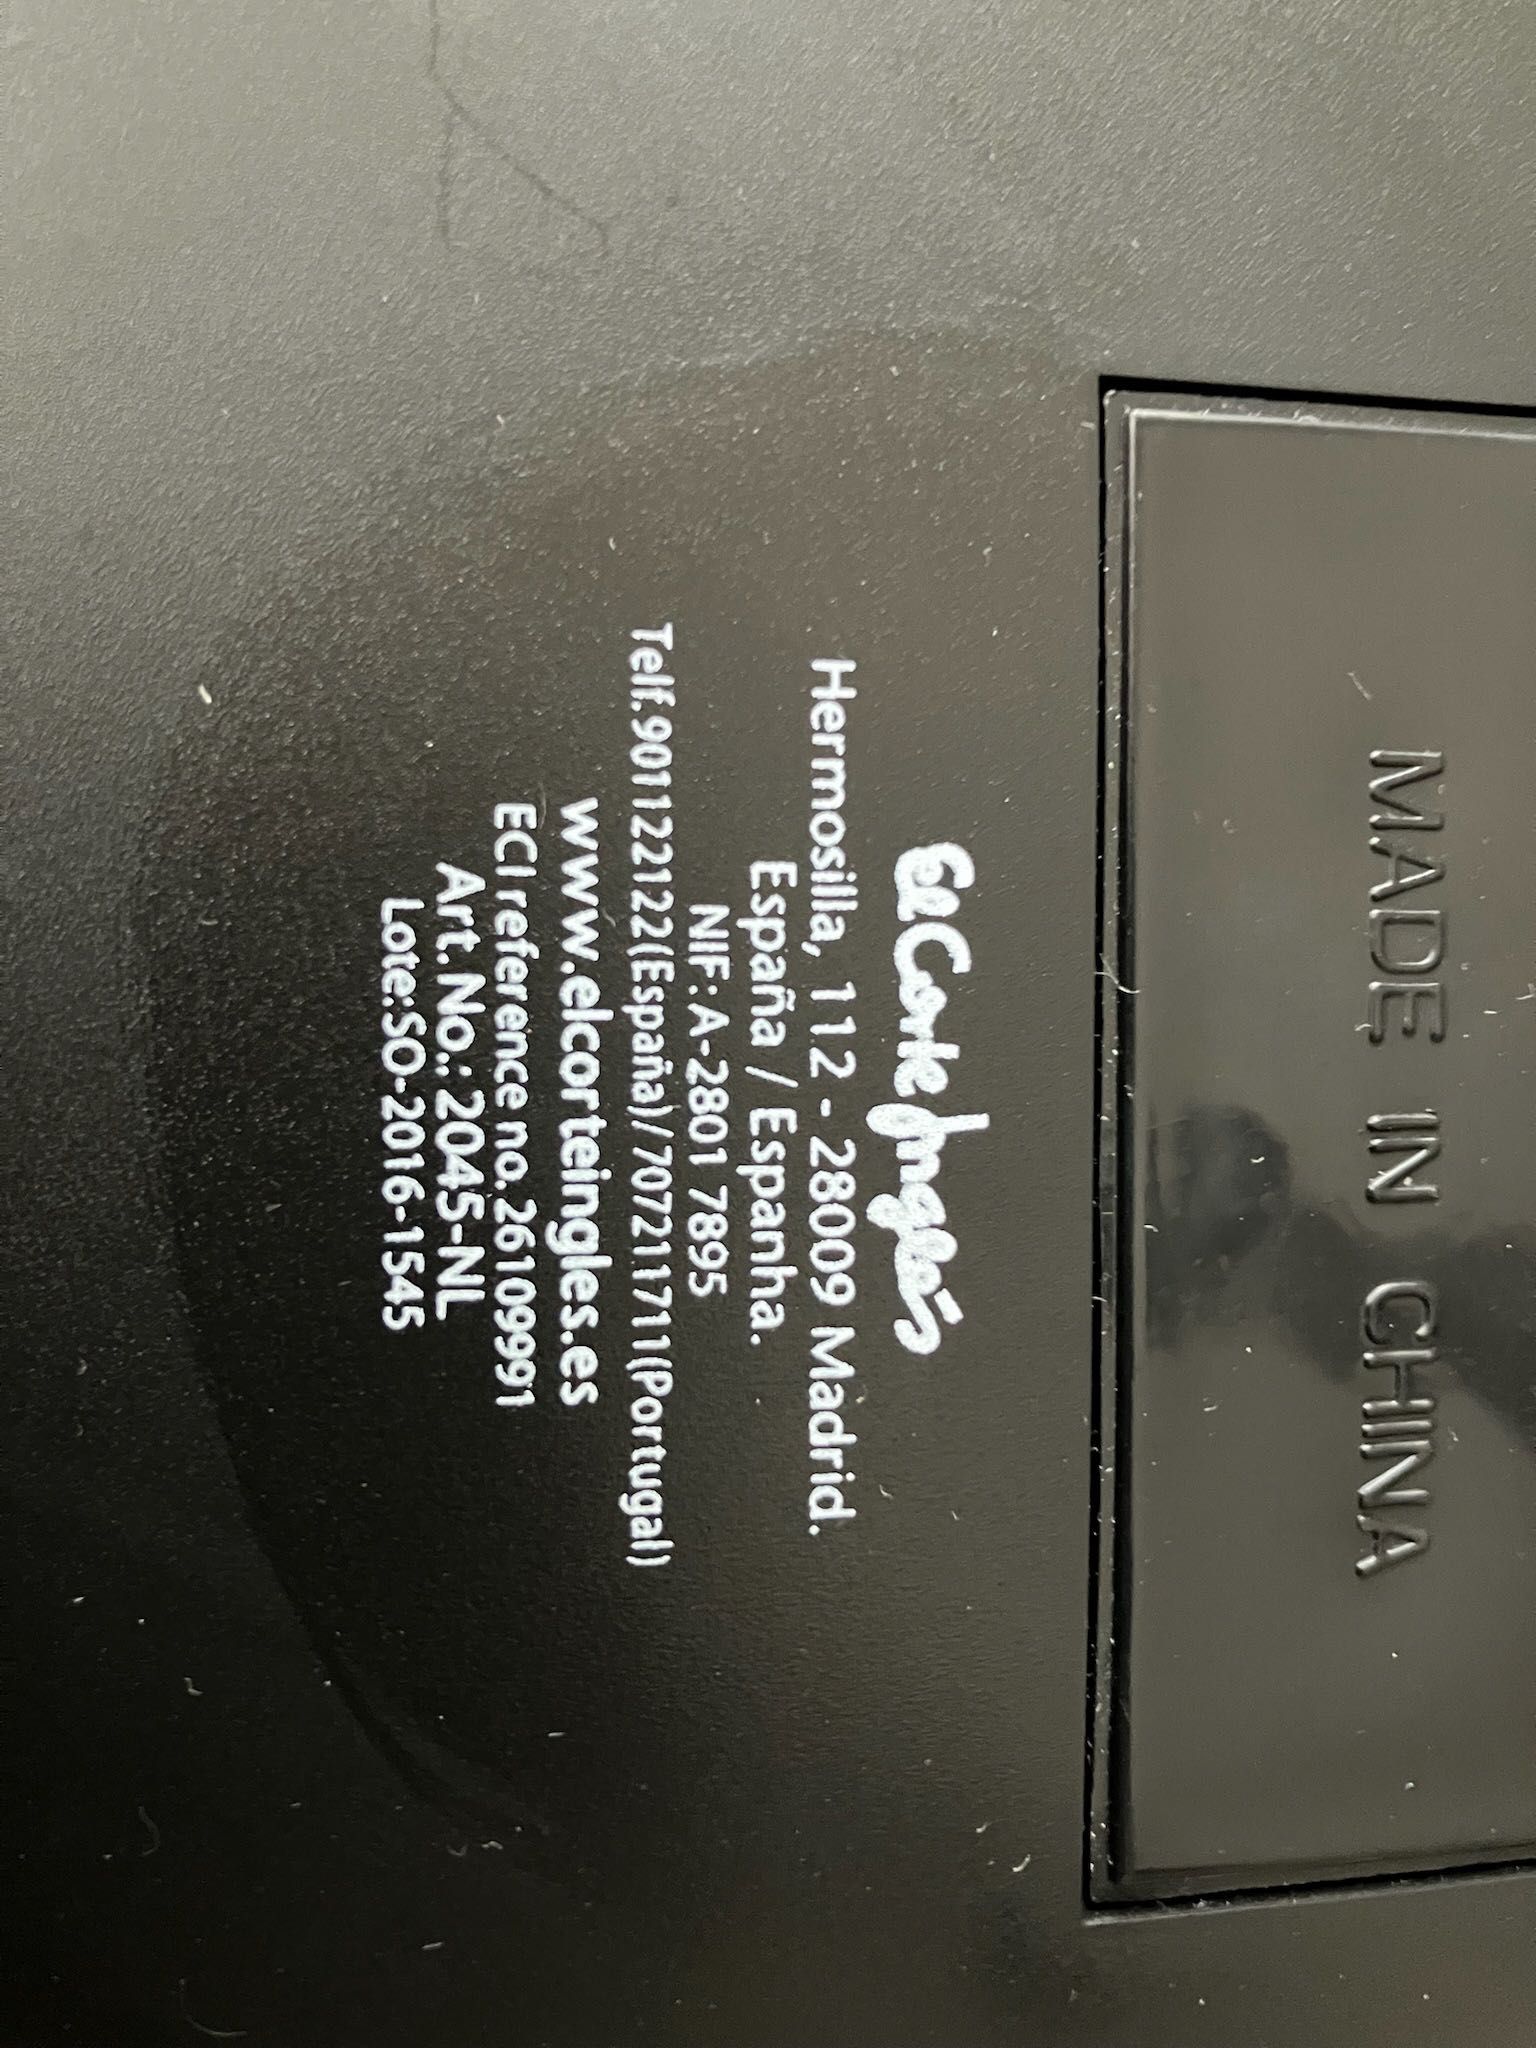 MADE IN CHINA
El Corte Inglés
Hermosilla, 112 - 28009 Madrid.
España / Espanha.
NIF: A-2801 7895
Telf.901122122(España)/707211711(Portugal)
www.elcorteingles.es
ECI reference no.26109991
Art. No.: 2045-NL
Lote:SO-2016-1545